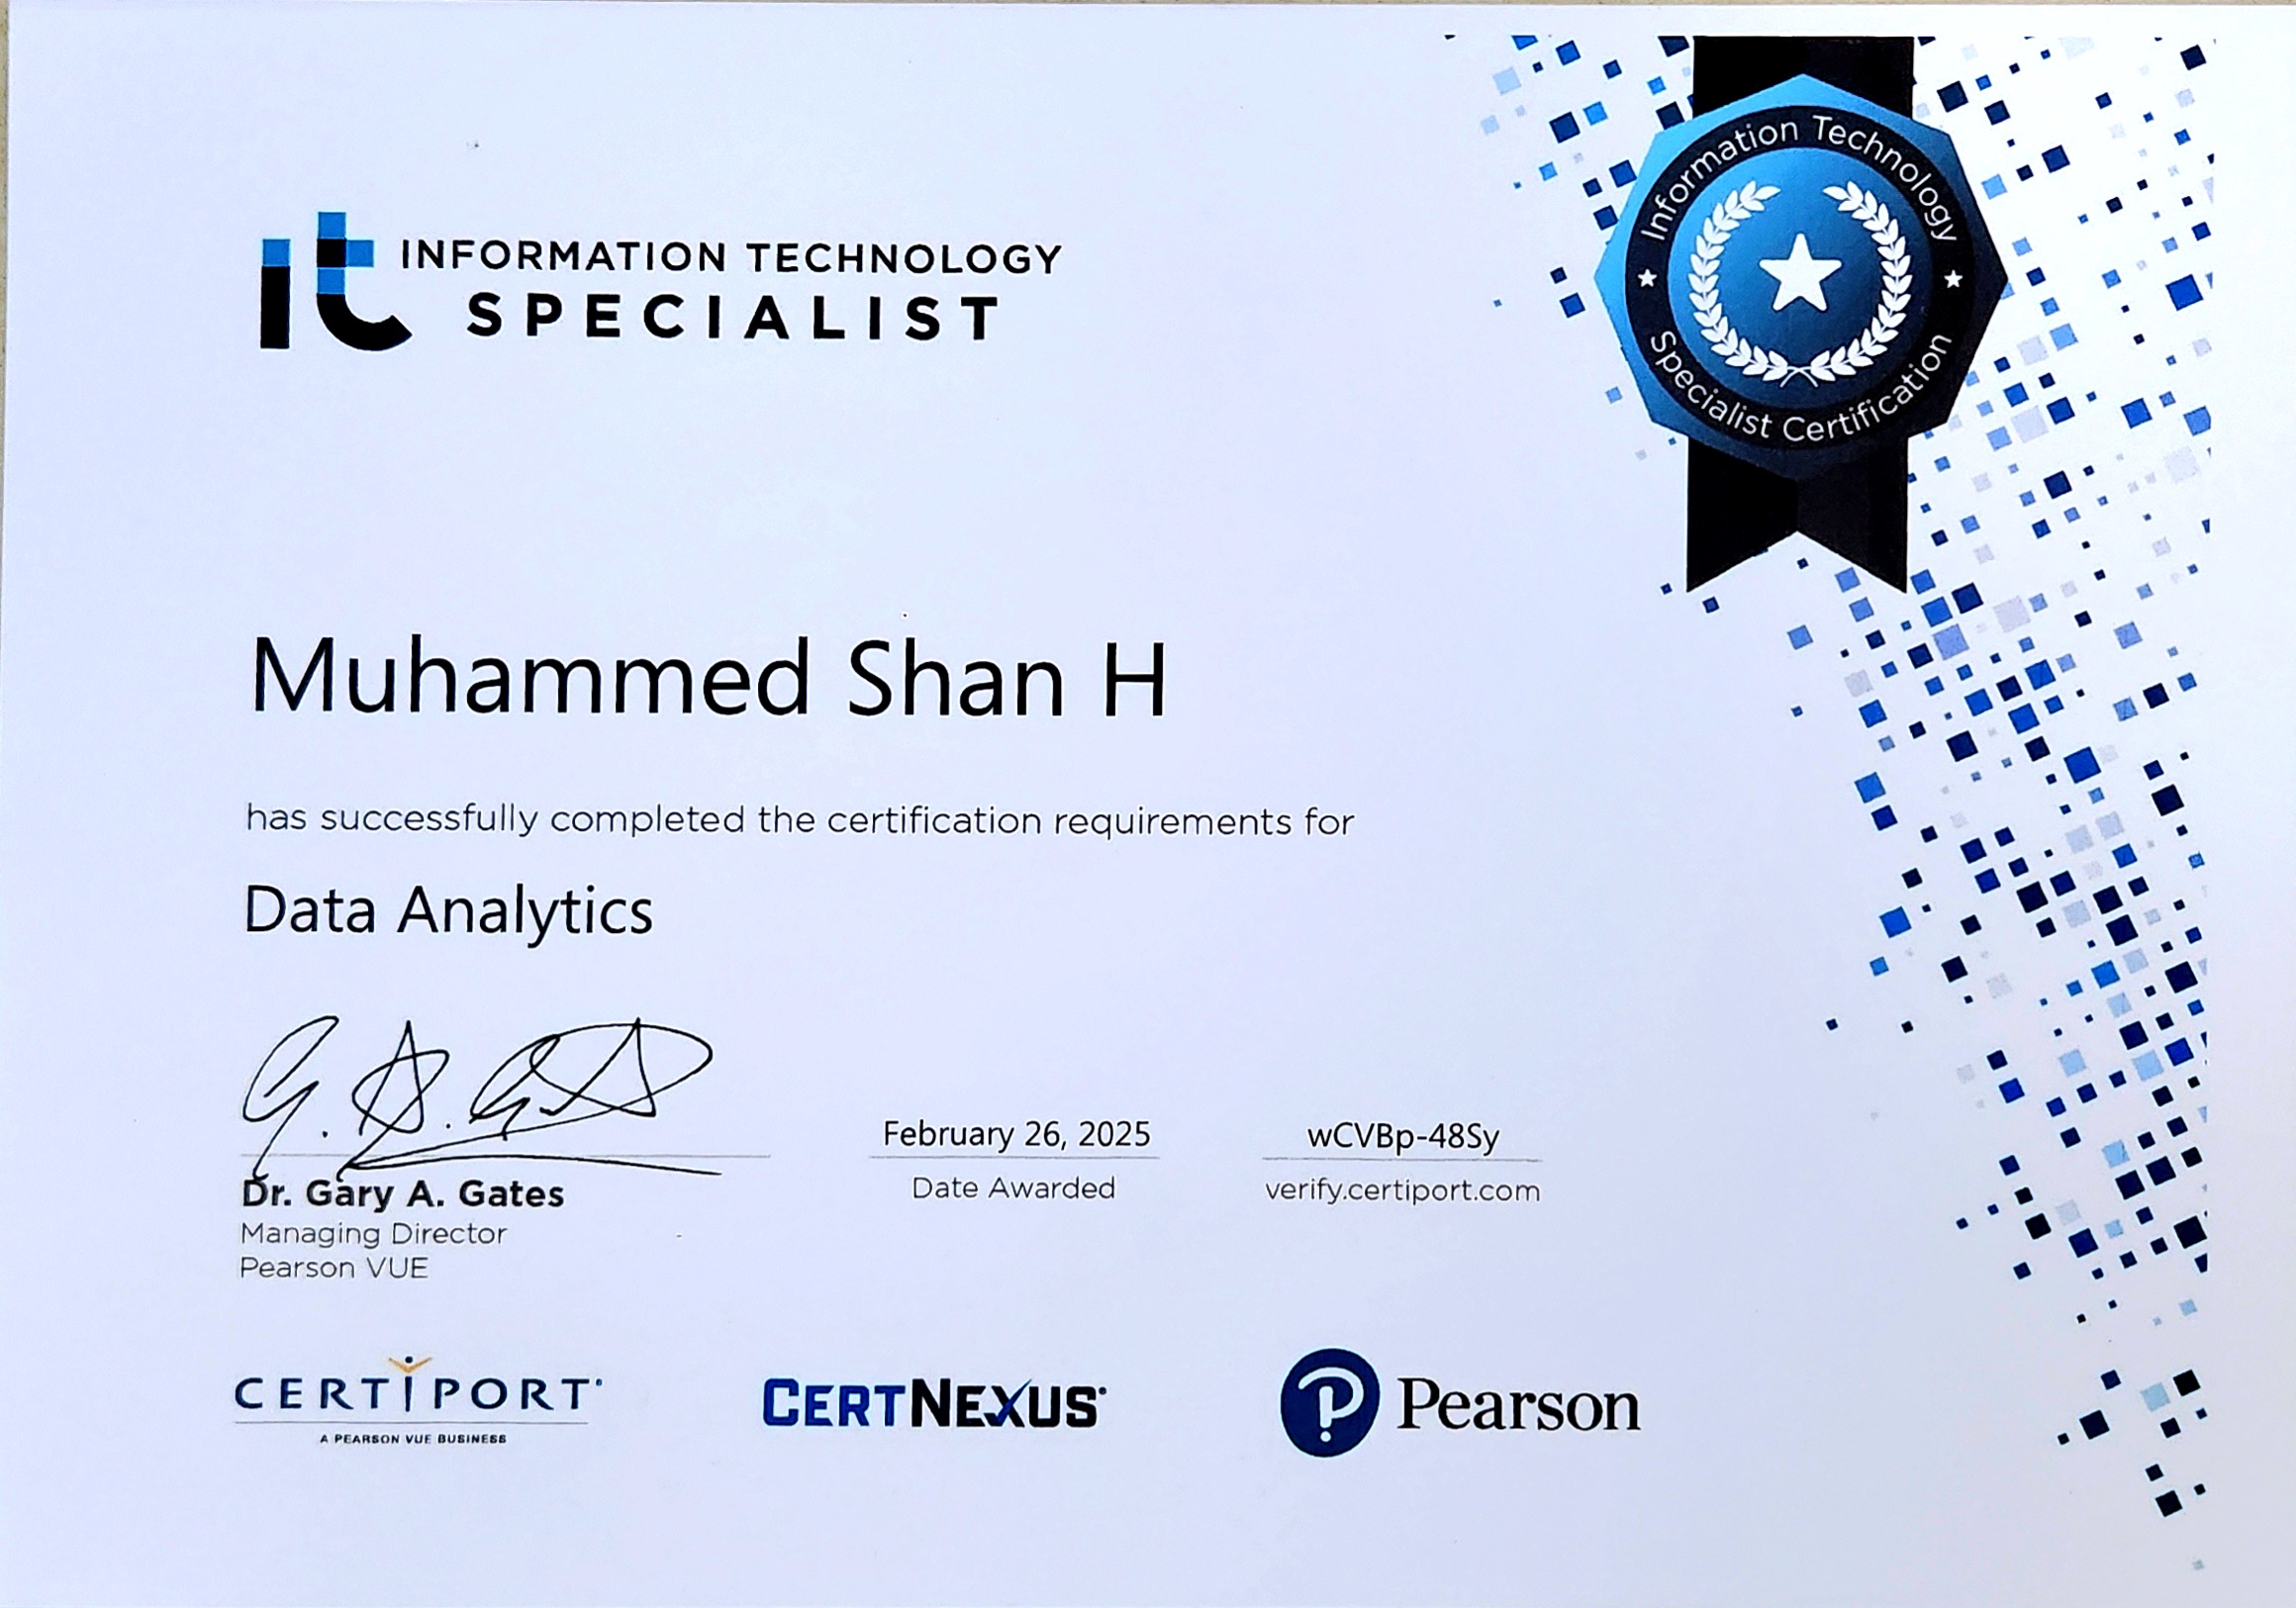 it INFORMATION TECHNOLOGY
SPECIALIST
Information Technology
Specialist Certification
Muhammed Shan H
has successfully completed the certification requirements for
Data Analytics
G. A. Gates
Dr. Gary A. Gates
Managing Director
Pearson VUE
February 26, 2025
Date Awarded
wCVBp-48Sy
verify.certiport.com
CERTIPORT
A PEARSON VUE BUSINESS
CERTNEXUS
Pearson